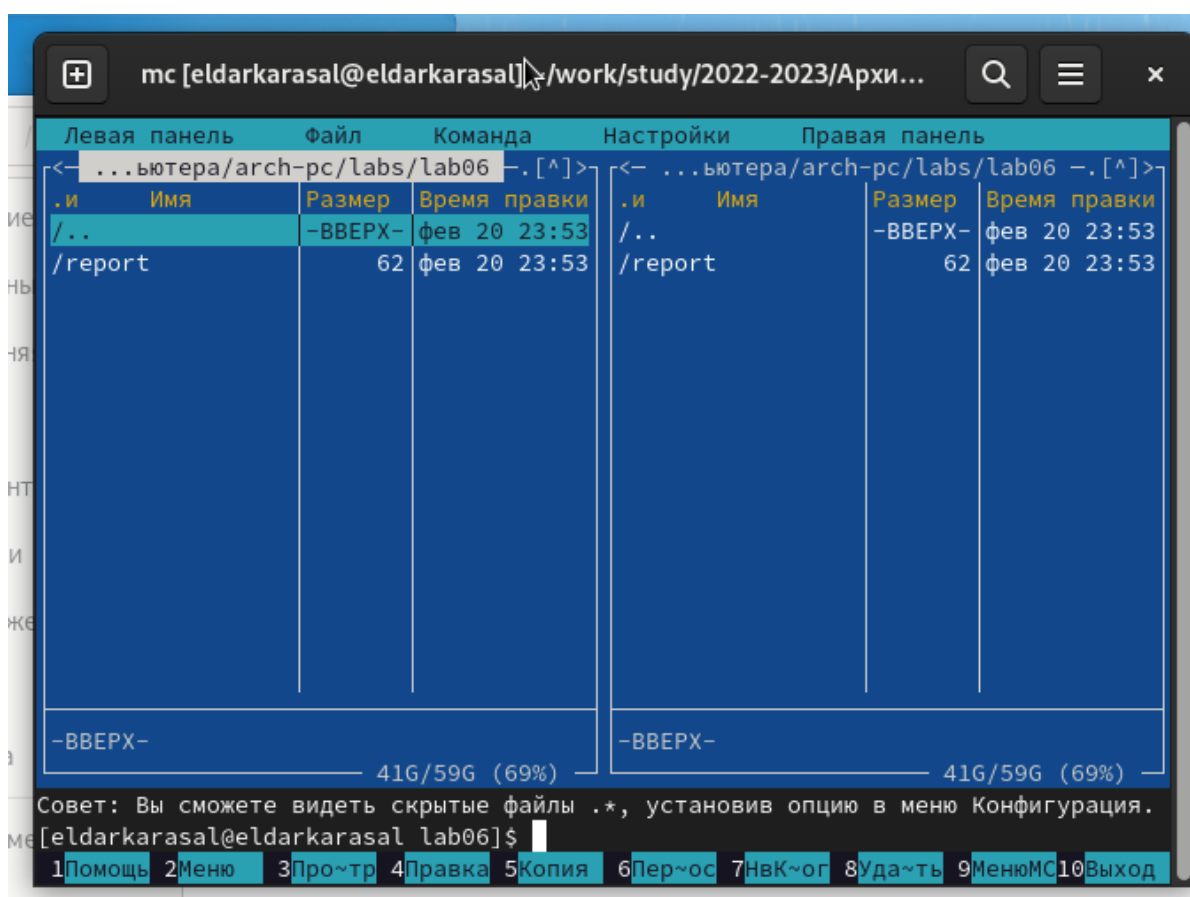 mc [eldarkarasal@eldarkarasal]:~/work/study/2022-2023/Архи...
Левая панель Файл Команда Настройки Правая панель
<─ ...ьютера/arch-pc/labs/lab06 ─.[^]>┐ <─ ...ьютера/arch-pc/labs/lab06 ─.[^]>┐
.и Имя Размер Время правки .и Имя Размер Время правки
/.. -ВВЕРХ- фев 20 23:53 /.. -ВВЕРХ- фев 20 23:53
/report 62 фев 20 23:53 /report 62 фев 20 23:53
-ВВЕРХ- -ВВЕРХ-
41G/59G (69%) 41G/59G (69%)
Совет: Вы сможете видеть скрытые файлы .*, установив опцию в меню Конфигурация.
[eldarkarasal@eldarkarasal lab06]$
1Помощь 2Меню 3Про~тр 4Правка 5Копия 6Пер~ос 7НвК~ог 8Уда~ть 9МенюMC 10Выход